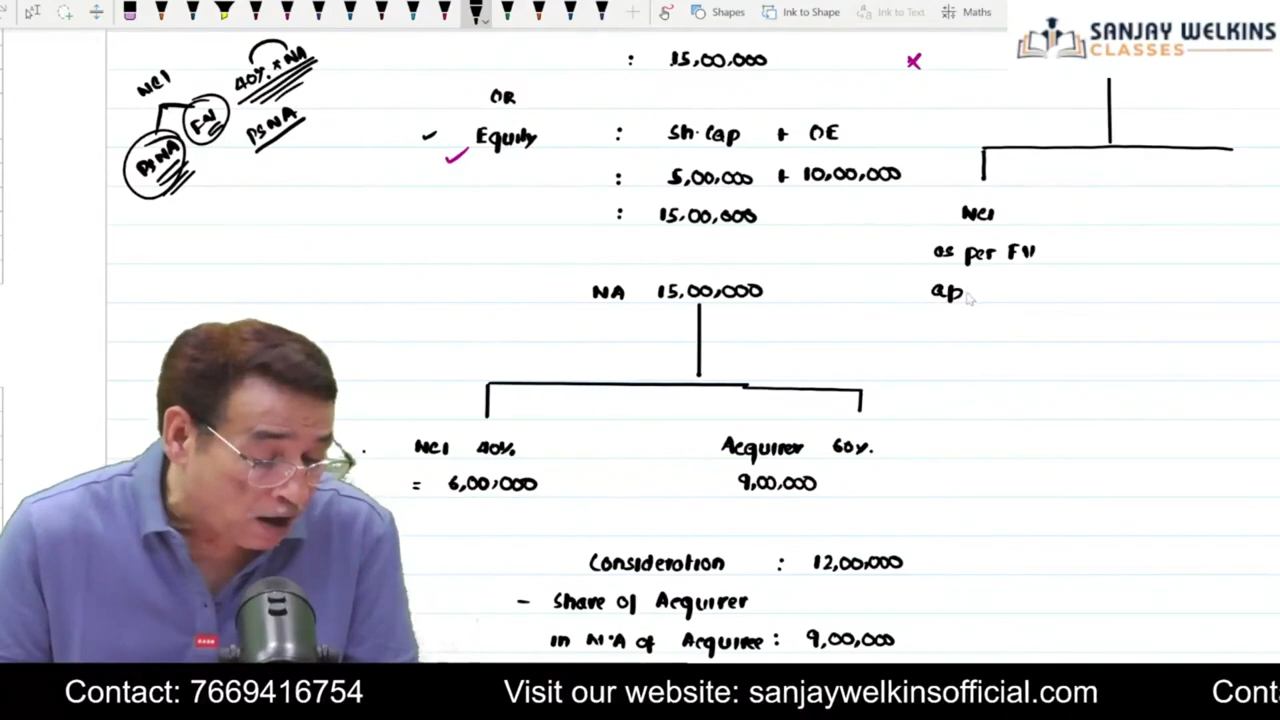 Shapes
Ink to Shape
Ink to Text
Maths
SANJAY WELKINS
CLASSES
NCI
40% × NA
FV
PSNA
PSNA
: 15,00,000
OR
Equity : Sh. Cap + OE
: 5,00,000 + 10,00,000
: 15,00,000
NA 15,00,000
NCI
as per FV
ap
NCI 40%
= 6,00,000
Acquirer 60%.
9,00,000
Consideration : 12,00,000
- Share of Acquirer
in N.A of Acquiree : 9,00,000
Contact: 7669416754
Visit our website: sanjaywelkinsofficial.com
Cont